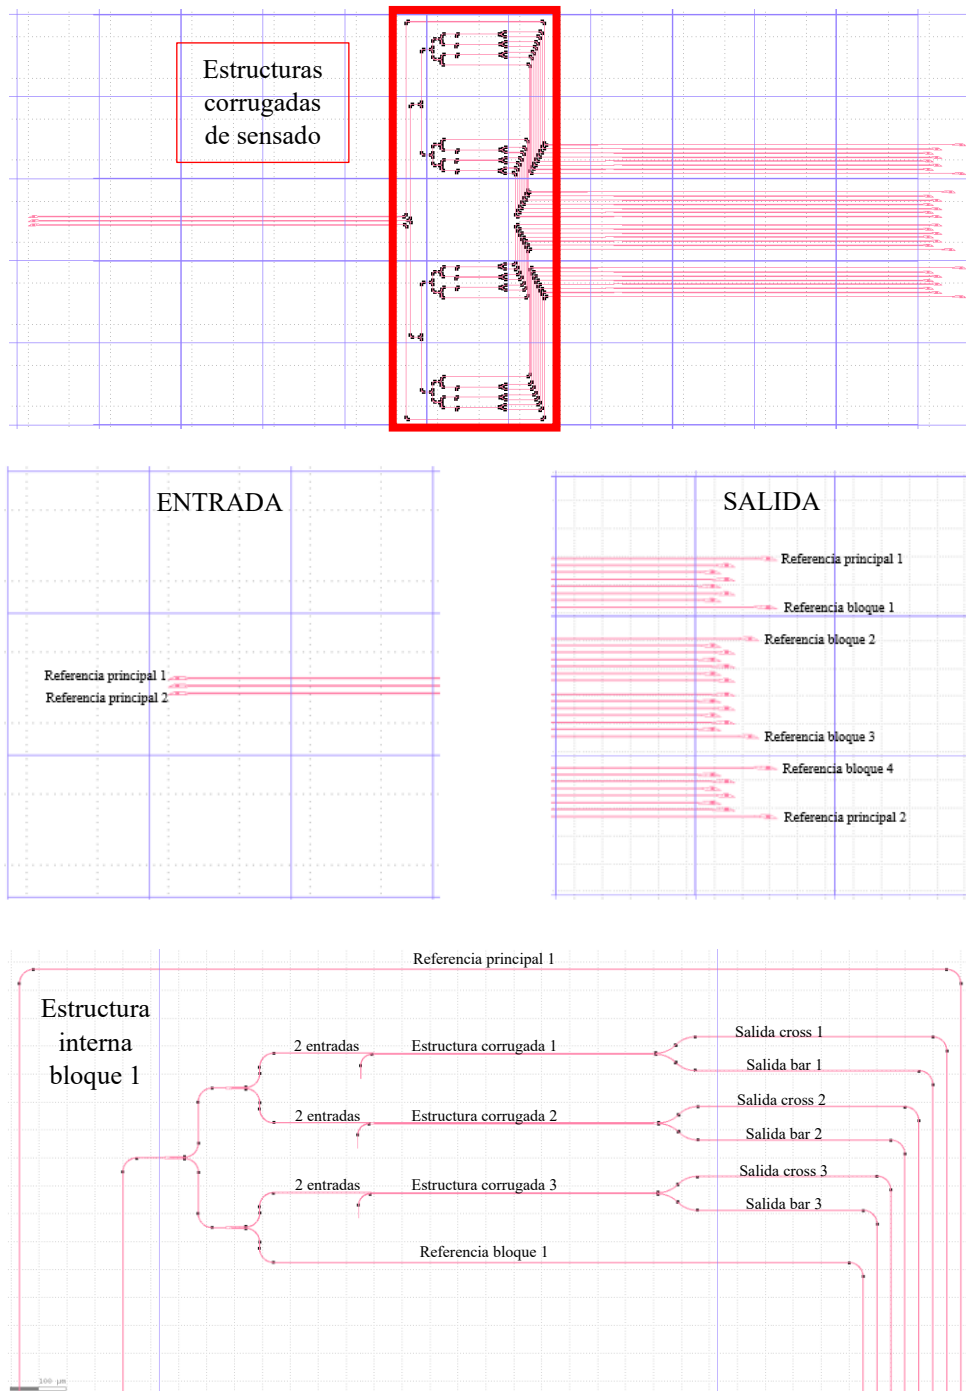 Estructuras
corrugadas
de sensado
ENTRADA
Referencia principal 1
Referencia principal 2
SALIDA
Referencia principal 1
Referencia bloque 1
Referencia bloque 2
Referencia bloque 3
Referencia bloque 4
Referencia principal 2
Referencia principal 1
Estructura
interna
bloque 1
2 entradas
Estructura corrugada 1
Salida cross 1
Salida bar 1
2 entradas
Estructura corrugada 2
Salida cross 2
Salida bar 2
2 entradas
Estructura corrugada 3
Salida cross 3
Salida bar 3
Referencia bloque 1
100 μm